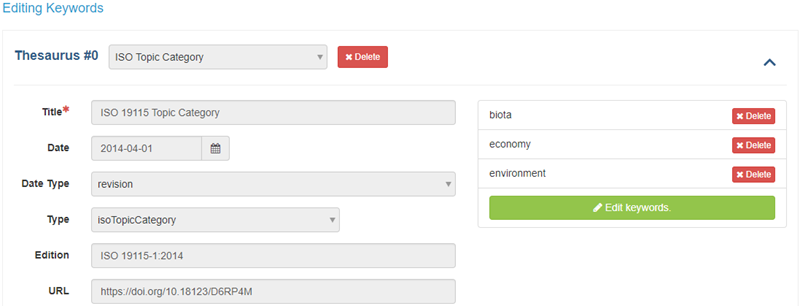 Editing Keywords
Thesaurus #0 ISO Topic Category Delete
Title* ISO 19115 Topic Category
Date 2014-04-01
Date Type revision
Type isoTopicCategory
Edition ISO 19115-1:2014
URL https://doi.org/10.18123/D6RP4M
biota Delete
economy Delete
environment Delete
Edit keywords.